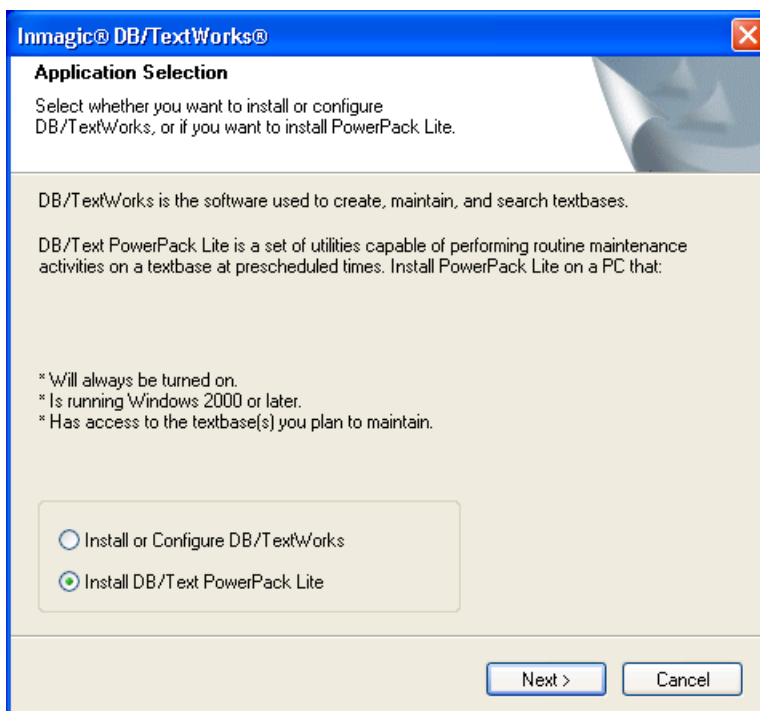 Inmagic® DB/TextWorks®
Application Selection
Select whether you want to install or configure
DB/TextWorks, or if you want to install PowerPack Lite.
DB/TextWorks is the software used to create, maintain, and search textbases.
DB/Text PowerPack Lite is a set of utilities capable of performing routine maintenance
activities on a textbase at prescheduled times. Install PowerPack Lite on a PC that:
* Will always be turned on.
* Is running Windows 2000 or later.
* Has access to the textbase(s) you plan to maintain.
Install or Configure DB/TextWorks
Install DB/Text PowerPack Lite
Next > Cancel